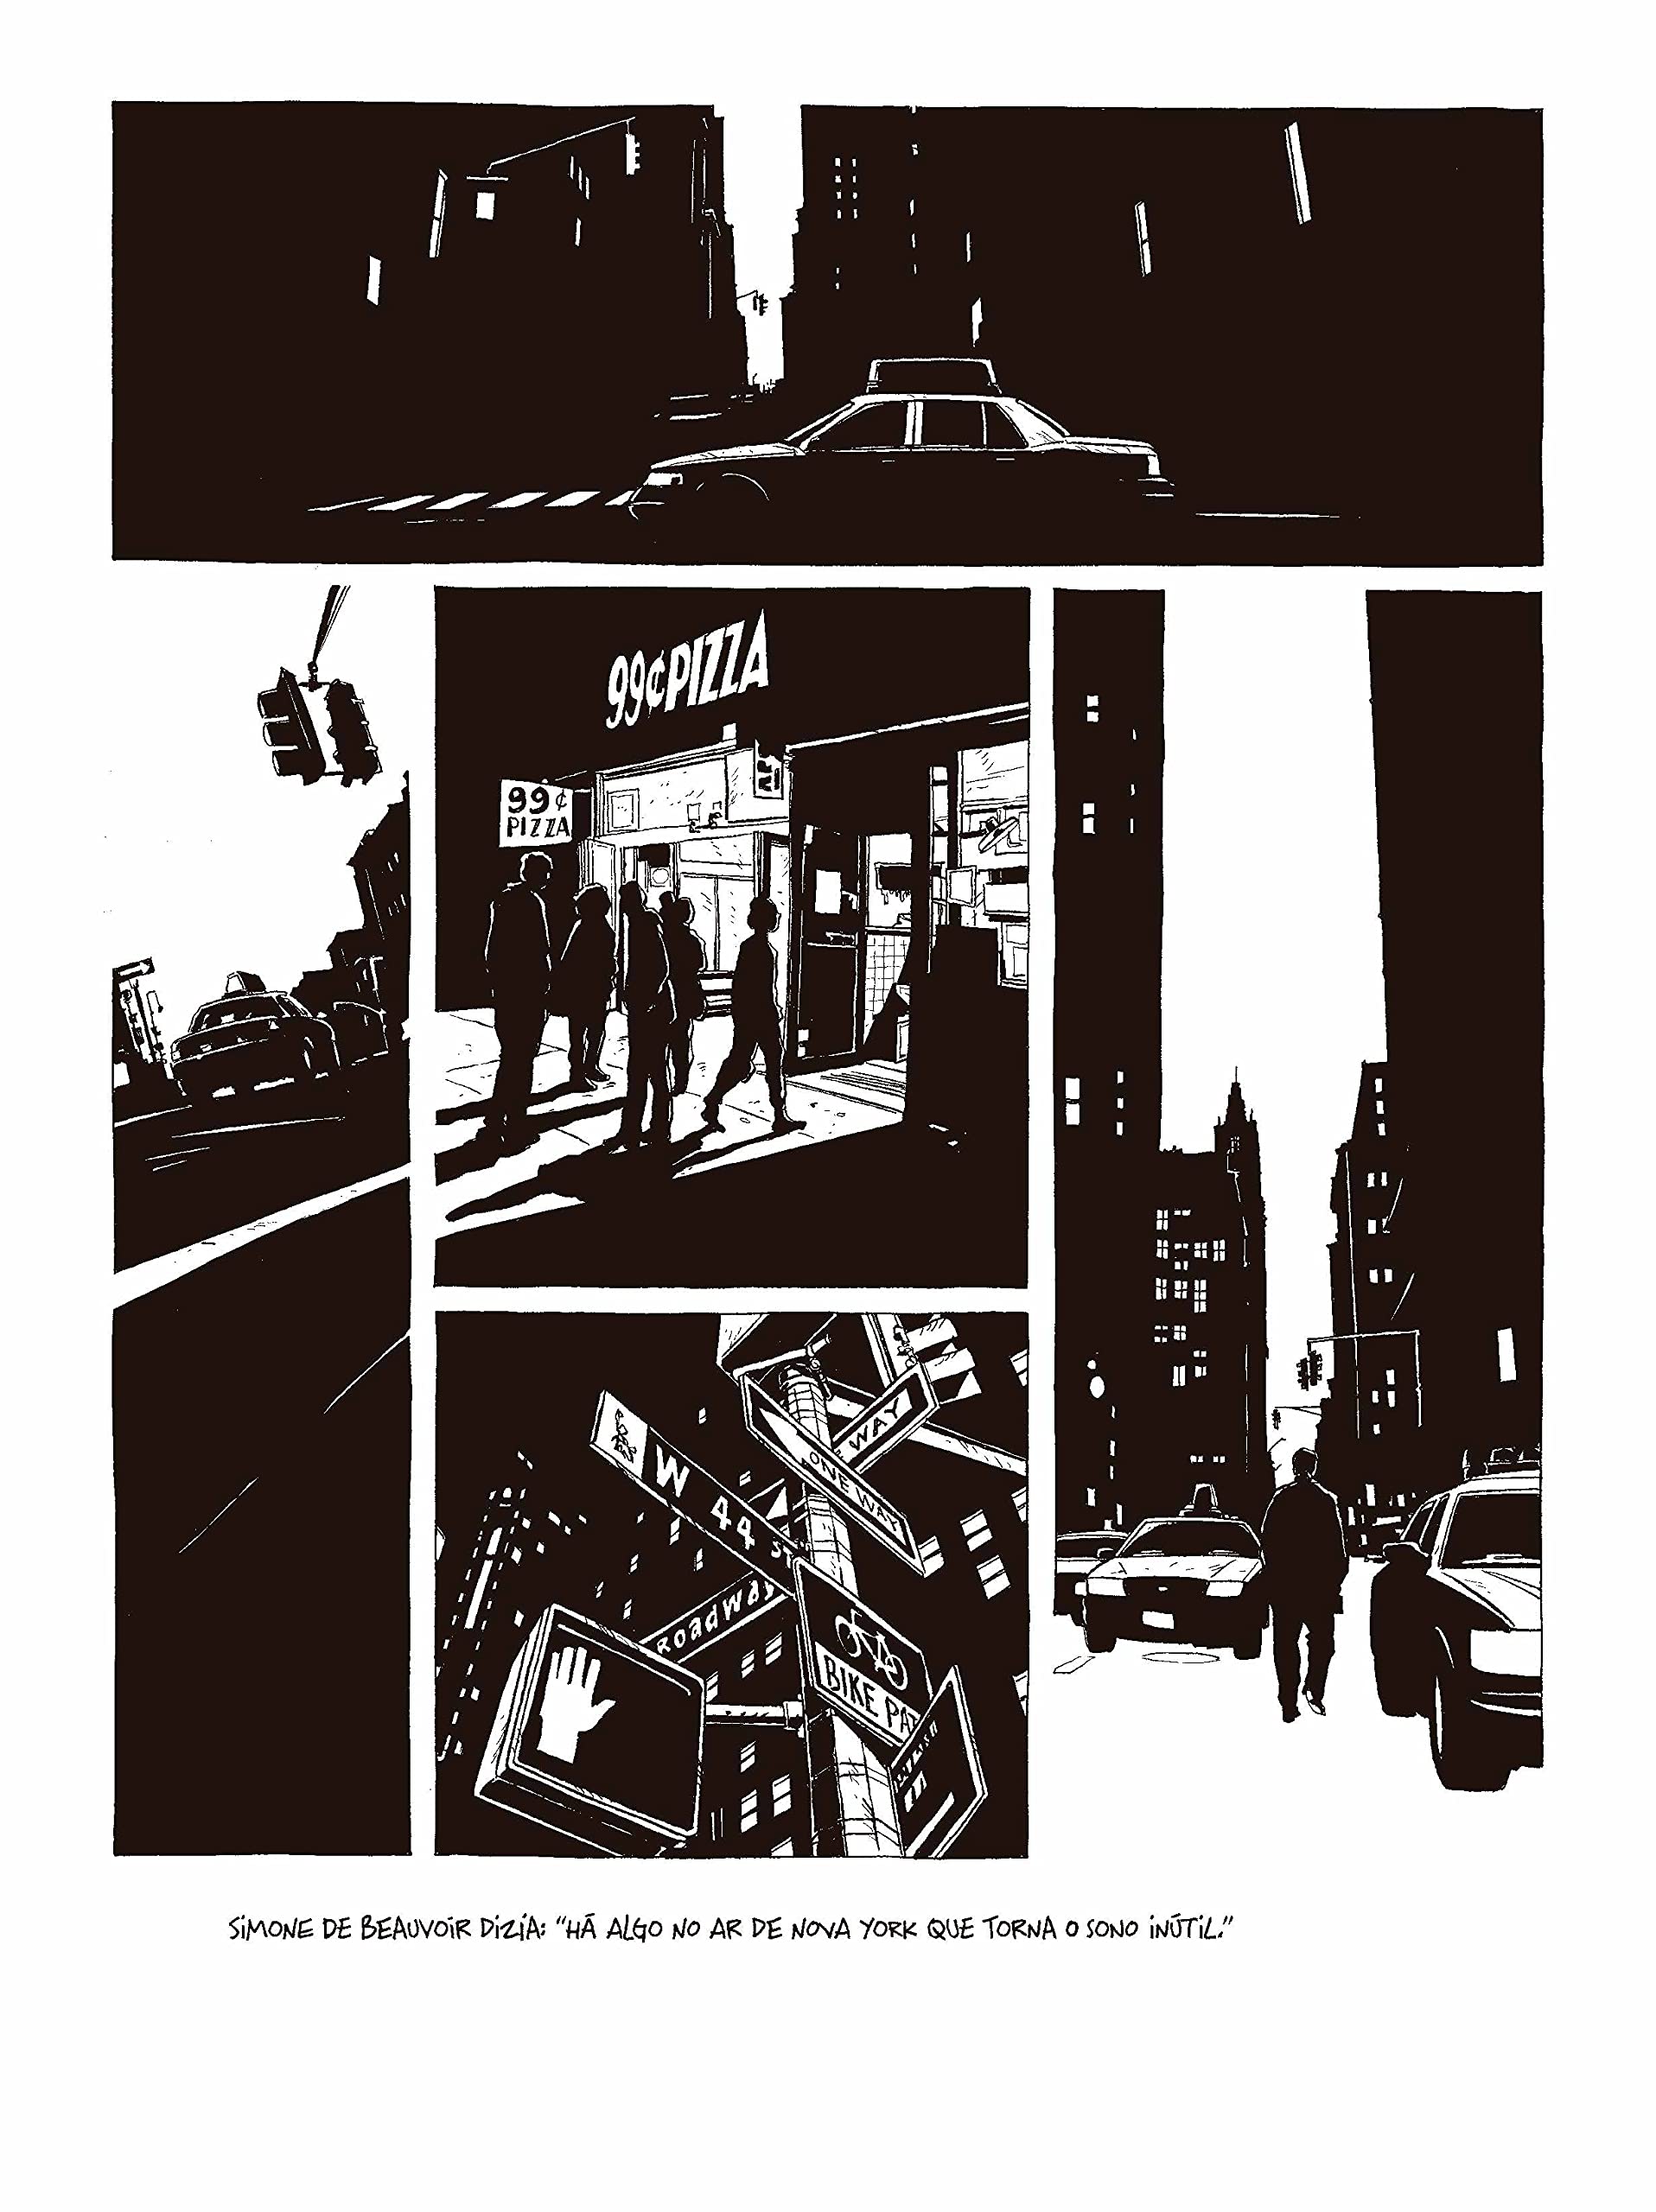 99¢ PIZZA
99¢
PIZZA
WAY
ONE WAY
W 44 ST
ROadWay
BIKE PA
SIMONE DE BEAUVOIR DIZIA: “HÁ ALGO NO AR DE NOVA YORK QUE TORNA O SONO INÚTIL.”